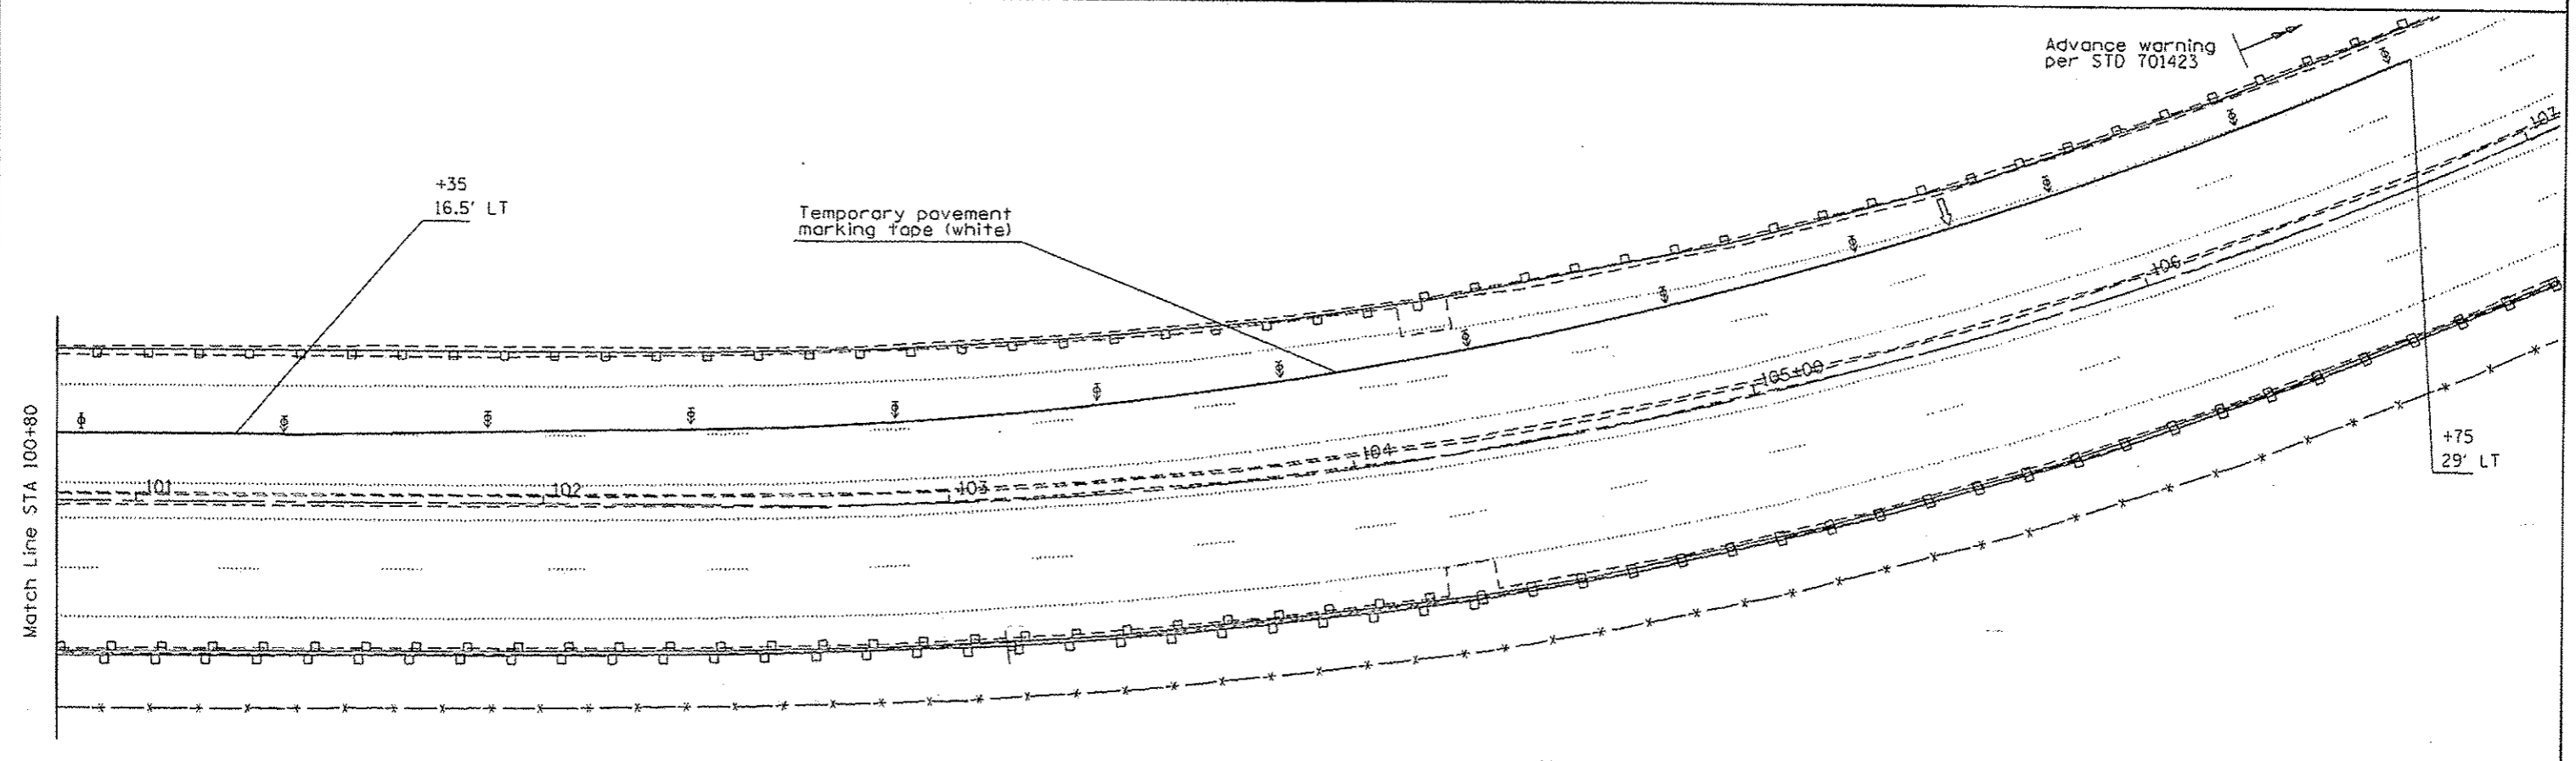 Advance warning
per STD 701423
+35
16.5' LT
Temporary pavement
marking tape (white)
101
102
103
104
105+00
106
107
+75
29' LT
Match Line STA 100+80